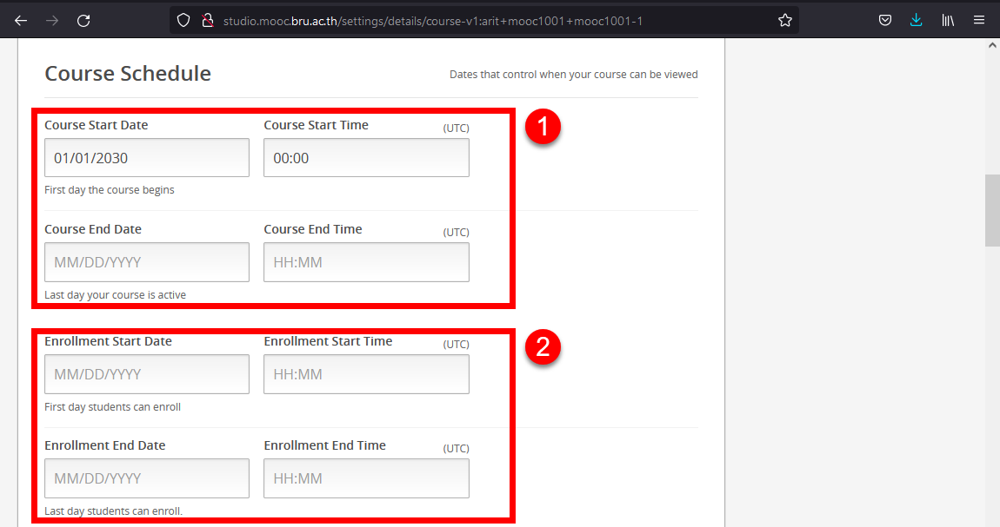 studio.mooc.bru.ac.th/settings/details/course-v1:arit+mooc1001+mooc1001-1
Course Schedule
Dates that control when your course can be viewed
1
Course Start Date
Course Start Time
(UTC)
01/01/2030
00:00
First day the course begins
Course End Date
Course End Time
(UTC)
MM/DD/YYYY
HH:MM
Last day your course is active
2
Enrollment Start Date
Enrollment Start Time
(UTC)
MM/DD/YYYY
HH:MM
First day students can enroll
Enrollment End Date
Enrollment End Time
(UTC)
MM/DD/YYYY
HH:MM
Last day students can enroll.